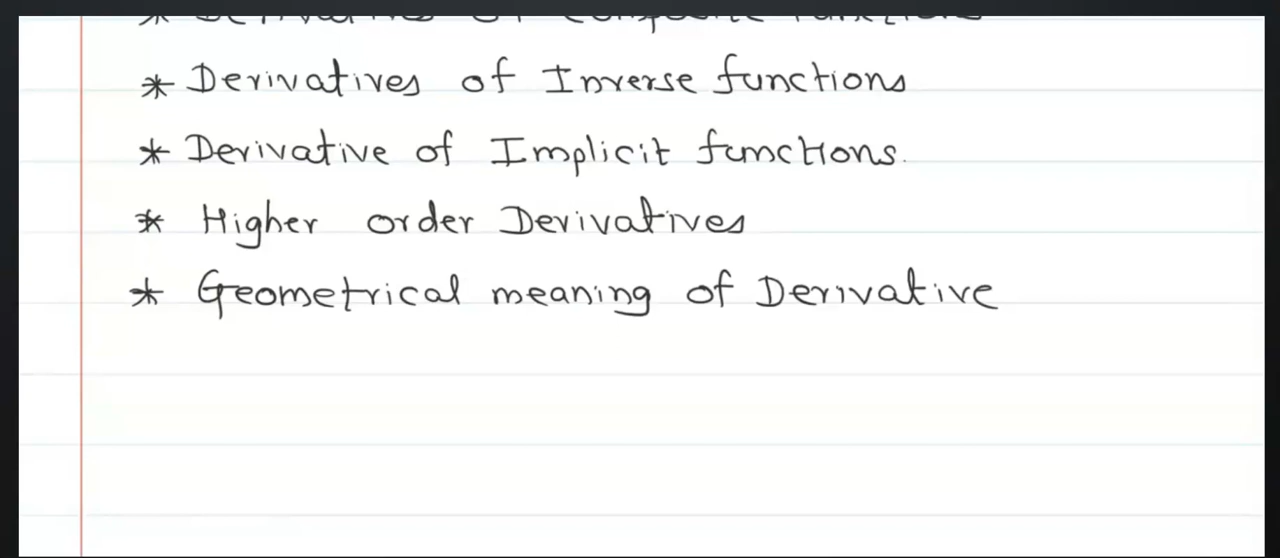 * Derivatives of Inverse functions
* Derivative of Implicit functions.
* Higher order Derivatives
* Geometrical meaning of Derivative